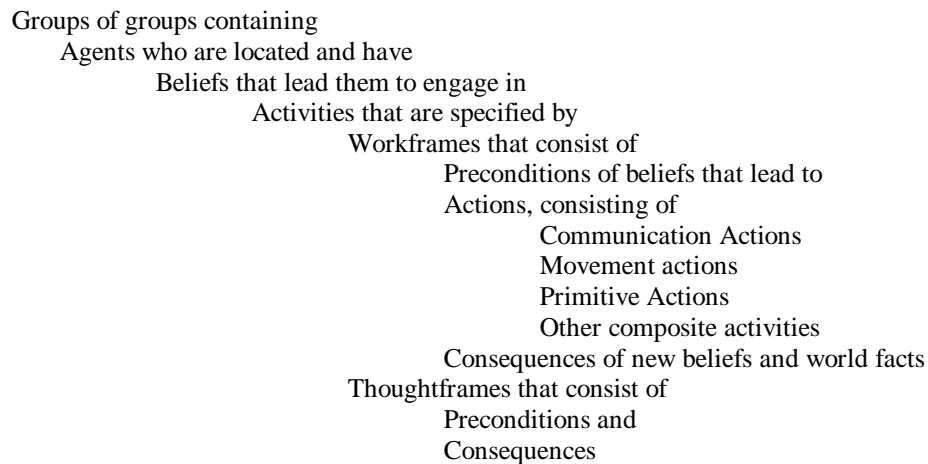 Groups of groups containing
Agents who are located and have
Beliefs that lead them to engage in
Activities that are specified by
Workframes that consist of
Preconditions of beliefs that lead to
Actions, consisting of
Communication Actions
Movement actions
Primitive Actions
Other composite activities
Consequences of new beliefs and world facts
Thoughtframes that consist of
Preconditions and
Consequences